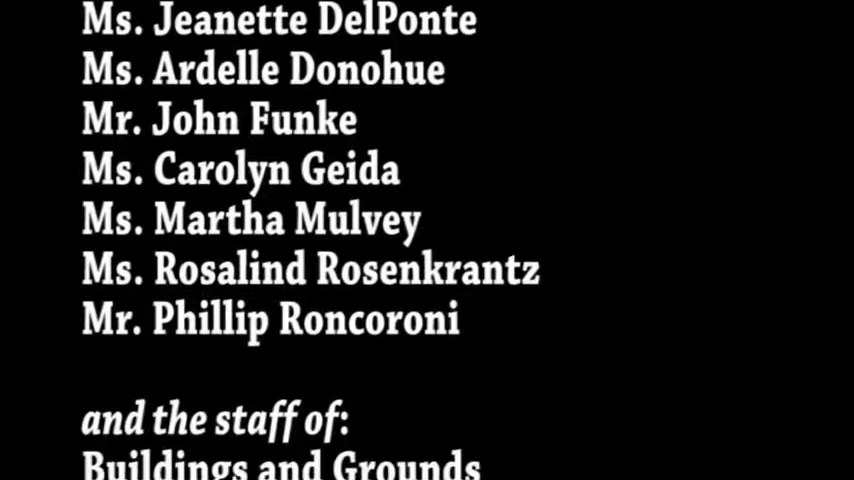 Ms. Jeanette DelPonte
Ms. Ardelle Donohue
Mr. John Funke
Ms. Carolyn Geida
Ms. Martha Mulvey
Ms. Rosalind Rosenkrantz
Mr. Phillip Roncoroni
and the staff of:
Buildings and Grounds